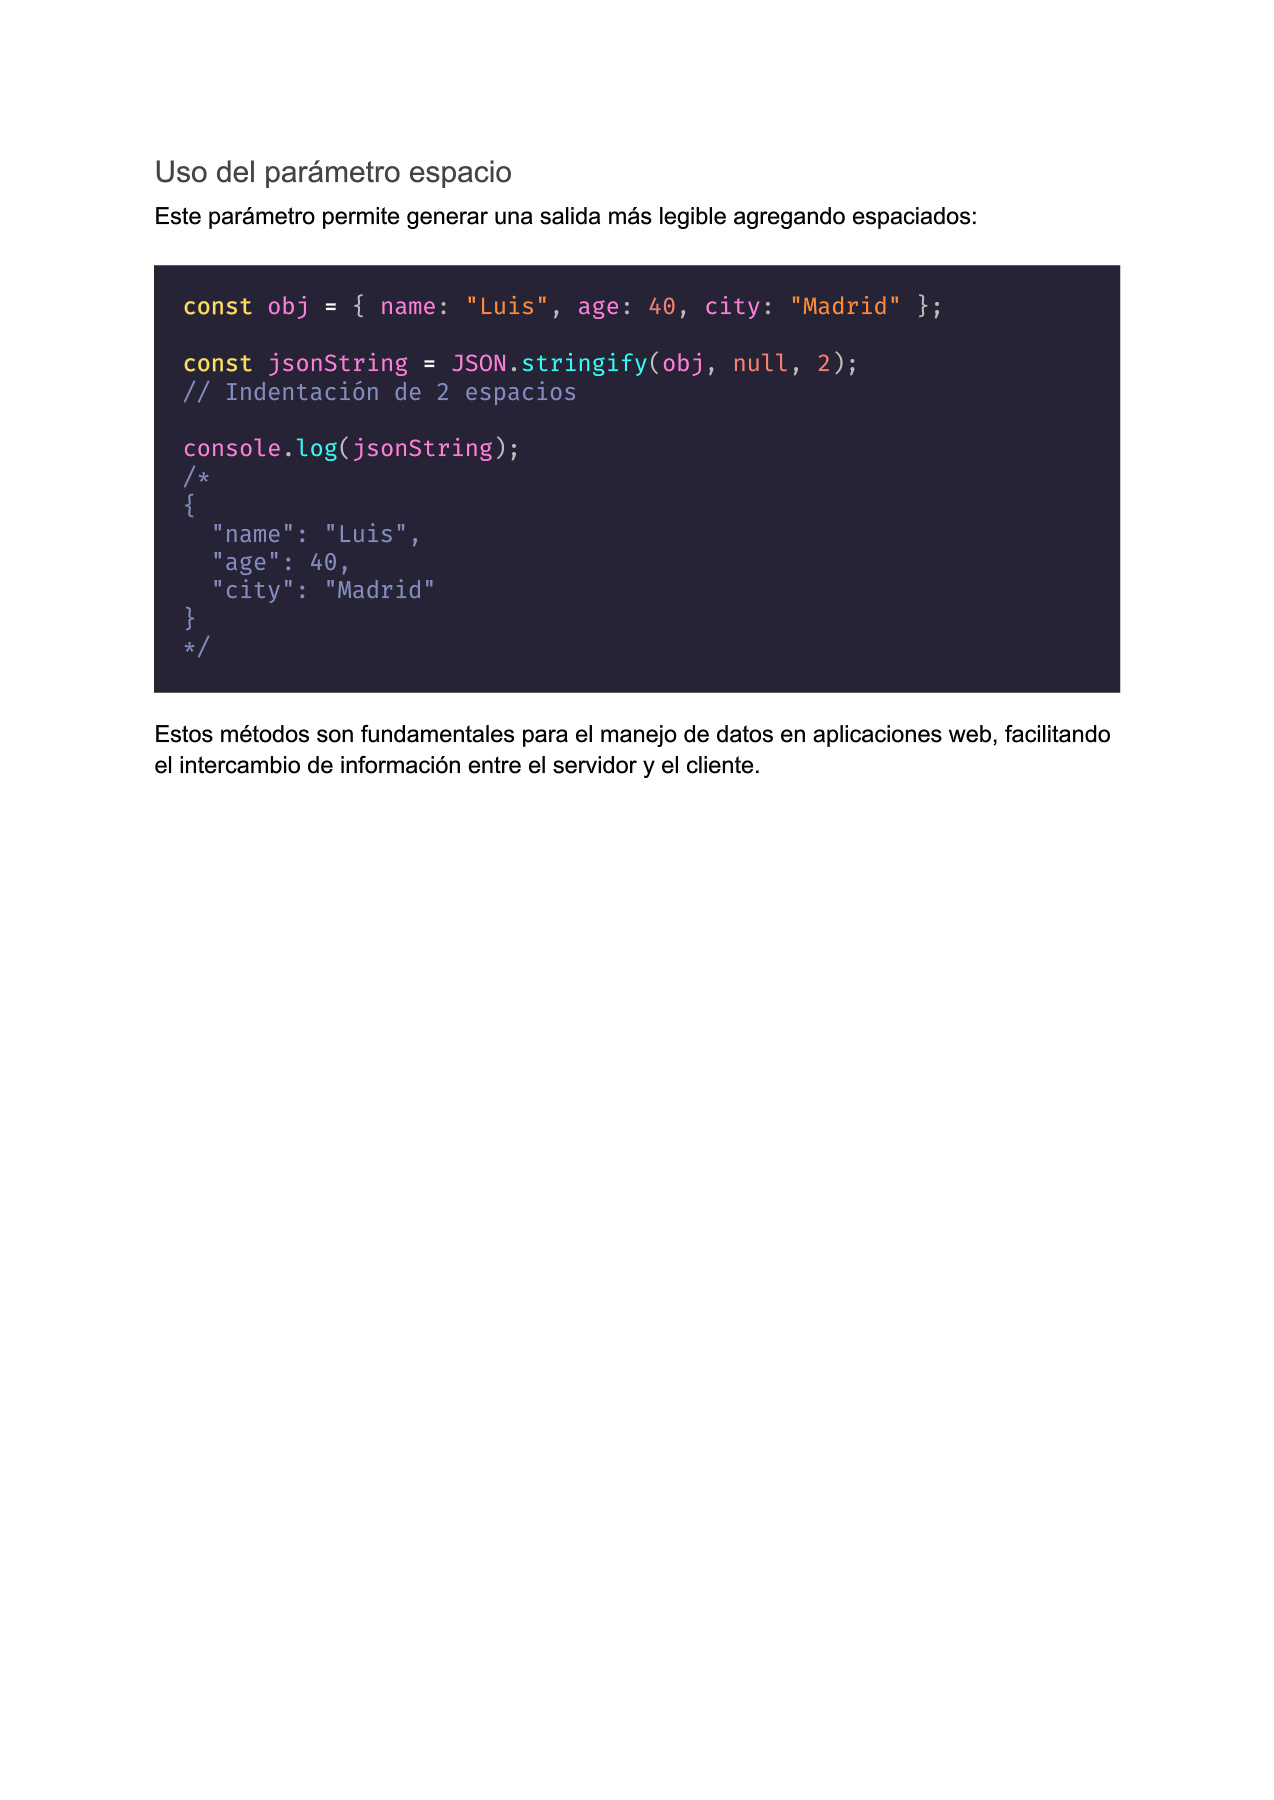 Uso del parámetro espacio
Este parámetro permite generar una salida más legible agregando espaciados:
const obj = { name: "Luis", age: 40, city: "Madrid" };
const jsonString = JSON.stringify(obj, null, 2);
// Indentación de 2 espacios
console.log(jsonString);
/*
{
  "name": "Luis",
  "age": 40,
  "city": "Madrid"
}
*/
Estos métodos son fundamentales para el manejo de datos en aplicaciones web, facilitando
el intercambio de información entre el servidor y el cliente.